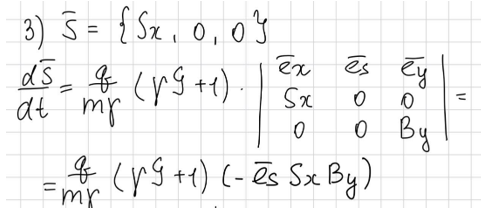 3) S̄ = {Sx, 0, 0}
dS̄/dt = q/mγ (γG+1) · | ēx ēs ēy ; Sx 0 0 ; 0 0 By | =
= q/mγ (γG+1) (-ēs Sx By)